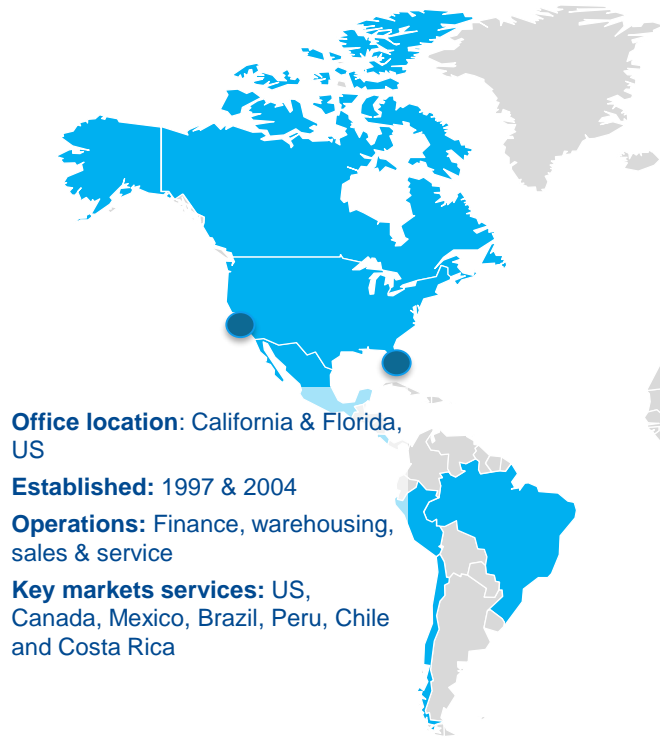 Office location: California & Florida,
US
Established: 1997 & 2004
Operations: Finance, warehousing,
sales & service
Key markets services: US,
Canada, Mexico, Brazil, Peru, Chile
and Costa Rica